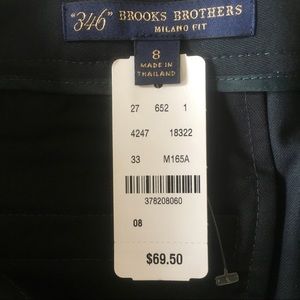 "346" BROOKS BROTHERS
MILANO FIT
8
MADE IN
THAILAND
27 652 1
4247 18322
33 M165A
378208060
08
$69.50